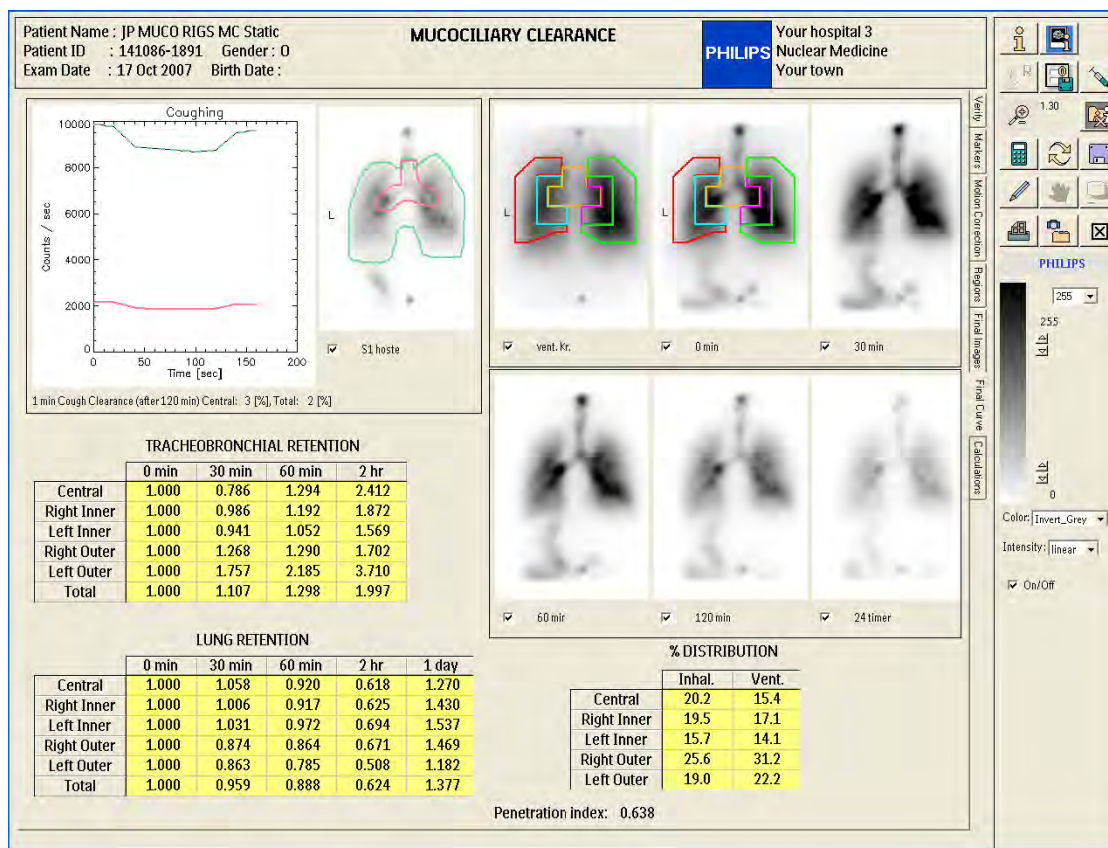 Patient Name : JP MUCO RIGS MC Static
Patient ID : 141086-1891 Gender : O
Exam Date : 17 Oct 2007 Birth Date :
MUCOCILIARY CLEARANCE
PHILIPS
Your hospital 3
Nuclear Medicine
Your town
Coughing
10000
8000
6000
4000
2000
0
Counts / sec
0 50 100 150 200
Time [sec]
L
S1 hoste
1 min Cough Clearance (after 120 min) Central: 3 [%], Total: 2 [%]
L
L
vent. Kr.
0 min
30 min
60 mir
120 min
24 timer
Verify
Markers
Motion Correction
Regions
Final Images
Final Curve
Calculations
TRACHEOBRONCHIAL RETENTION
0 min 30 min 60 min 2 hr
Central 1.000 0.786 1.294 2.412
Right Inner 1.000 0.986 1.192 1.872
Left Inner 1.000 0.941 1.052 1.569
Right Outer 1.000 1.268 1.290 1.702
Left Outer 1.000 1.757 2.185 3.710
Total 1.000 1.107 1.298 1.997
LUNG RETENTION
0 min 30 min 60 min 2 hr 1 day
Central 1.000 1.058 0.920 0.618 1.270
Right Inner 1.000 1.006 0.917 0.625 1.430
Left Inner 1.000 1.031 0.972 0.694 1.537
Right Outer 1.000 0.874 0.864 0.671 1.469
Left Outer 1.000 0.863 0.785 0.508 1.182
Total 1.000 0.959 0.888 0.624 1.377
% DISTRIBUTION
Inhal. Vent.
Central 20.2 15.4
Right Inner 19.5 17.1
Left Inner 15.7 14.1
Right Outer 25.6 31.2
Left Outer 19.0 22.2
Penetration index: 0.638
R
1.30
PHILIPS
255
255
0
Color: Invert_Grey
Intensity: linear
On/Off